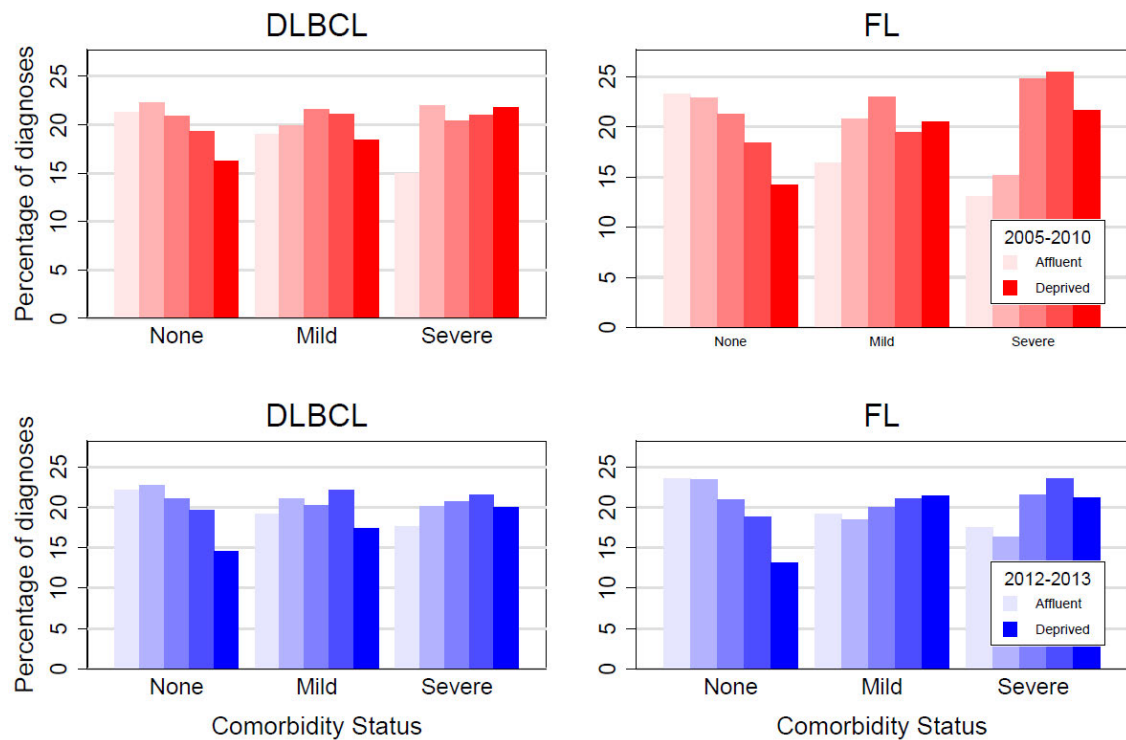 DLBCL
Percentage of diagnoses
25
20
15
10
5
0
None Mild Severe
FL
25
20
15
10
5
0
2005-2010
Affluent
Deprived
None Mild Severe
DLBCL
Percentage of diagnoses
25
20
15
10
5
0
None Mild Severe
Comorbidity Status
FL
25
20
15
10
5
0
2012-2013
Affluent
Deprived
None Mild Severe
Comorbidity Status